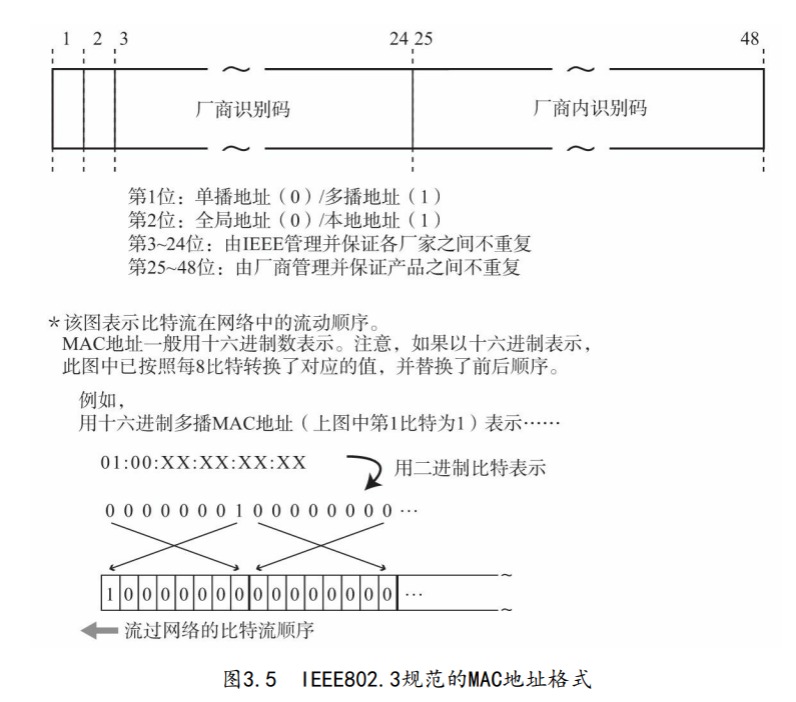 1 2 3 24 25 48
厂商识别码 厂商内识别码
第1位：单播地址（0）/多播地址（1）
第2位：全局地址（0）/本地地址（1）
第3~24位：由IEEE管理并保证各厂家之间不重复
第25~48位：由厂商管理并保证产品之间不重复
＊该图表示比特流在网络中的流动顺序。
MAC地址一般用十六进制数表示。注意，如果以十六进制表示，
此图中已按照每8比特转换了对应的值，并替换了前后顺序。
例如，
用十六进制多播MAC地址（上图中第1比特为1）表示……
01:00:XX:XX:XX:XX 用二进制比特表示
0 0 0 0 0 0 0 1 0 0 0 0 0 0 0 0 …
1 0 0 0 0 0 0 0 0 0 0 0 0 0 0 0 …
流过网络的比特流顺序
图3.5 IEEE802.3规范的MAC地址格式